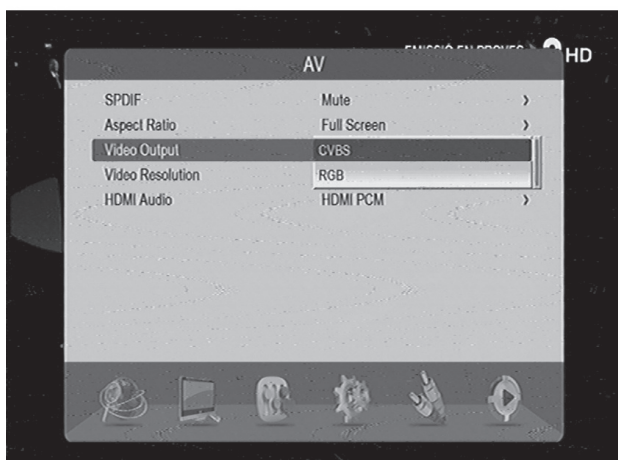 HD
AV
SPDIF Mute >
Aspect Ratio Full Screen >
Video Output CVBS
Video Resolution RGB
HDMI Audio HDMI PCM >